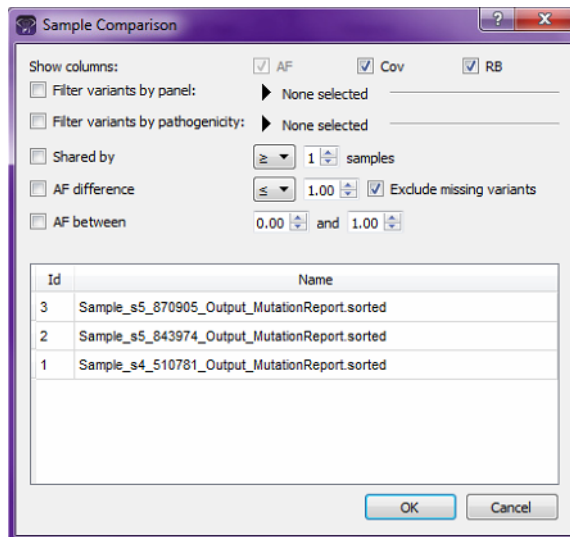 Sample Comparison
Show columns: AF Cov RB
Filter variants by panel: None selected
Filter variants by pathogenicity: None selected
Shared by ≥ 1 samples
AF difference ≤ 1.00 Exclude missing variants
AF between 0.00 and 1.00
Id Name
3 Sample_s5_870905_Output_MutationReport.sorted
2 Sample_s5_843974_Output_MutationReport.sorted
1 Sample_s4_510781_Output_MutationReport.sorted
OK Cancel